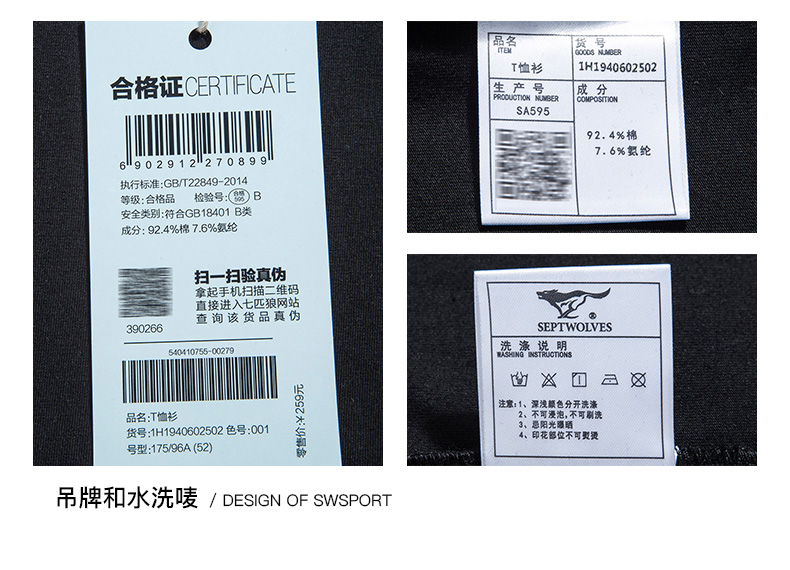 合格证CERTIFICATE
6 902912 270899
执行标准:GB/T22849-2014
等级:合格品 检验号: 合格 B
安全类别:符合GB18401 B类
成分: 92.4%棉 7.6%氨纶
扫一扫验真伪
拿起手机扫描二维码
直接进入七匹狼网站
查询该货品真伪
390266
540410755-00279
品名:T恤衫
货号:1H1940602502 色号:001
号型:175/96A (52)
¥:259元
品名
ITEM
货号
GOODS NUMBER
T恤衫
1H1940602502
生产号
PRODUCTION NUMBER
成分
COMPOSITION
SA595
92.4%棉
7.6%氨纶
SEPTWOLVES
®
洗涤说明
WASHING INSTRUCTIONS
注意:1、深浅颜色分开洗涤
2、不可浸泡,不可刷洗
3、忌阳光曝晒
4、印花部位不可熨烫
吊牌和水洗唛 / DESIGN OF SWSPORT